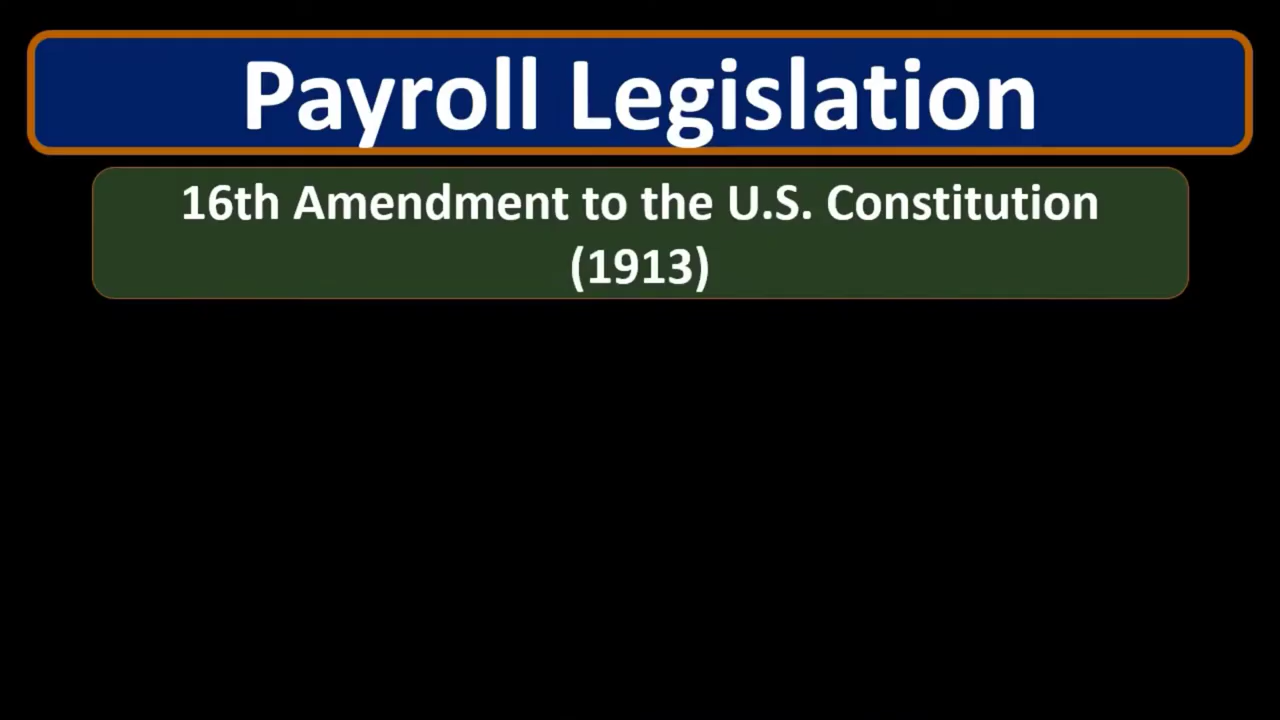 Payroll Legislation
16th Amendment to the U.S. Constitution
(1913)